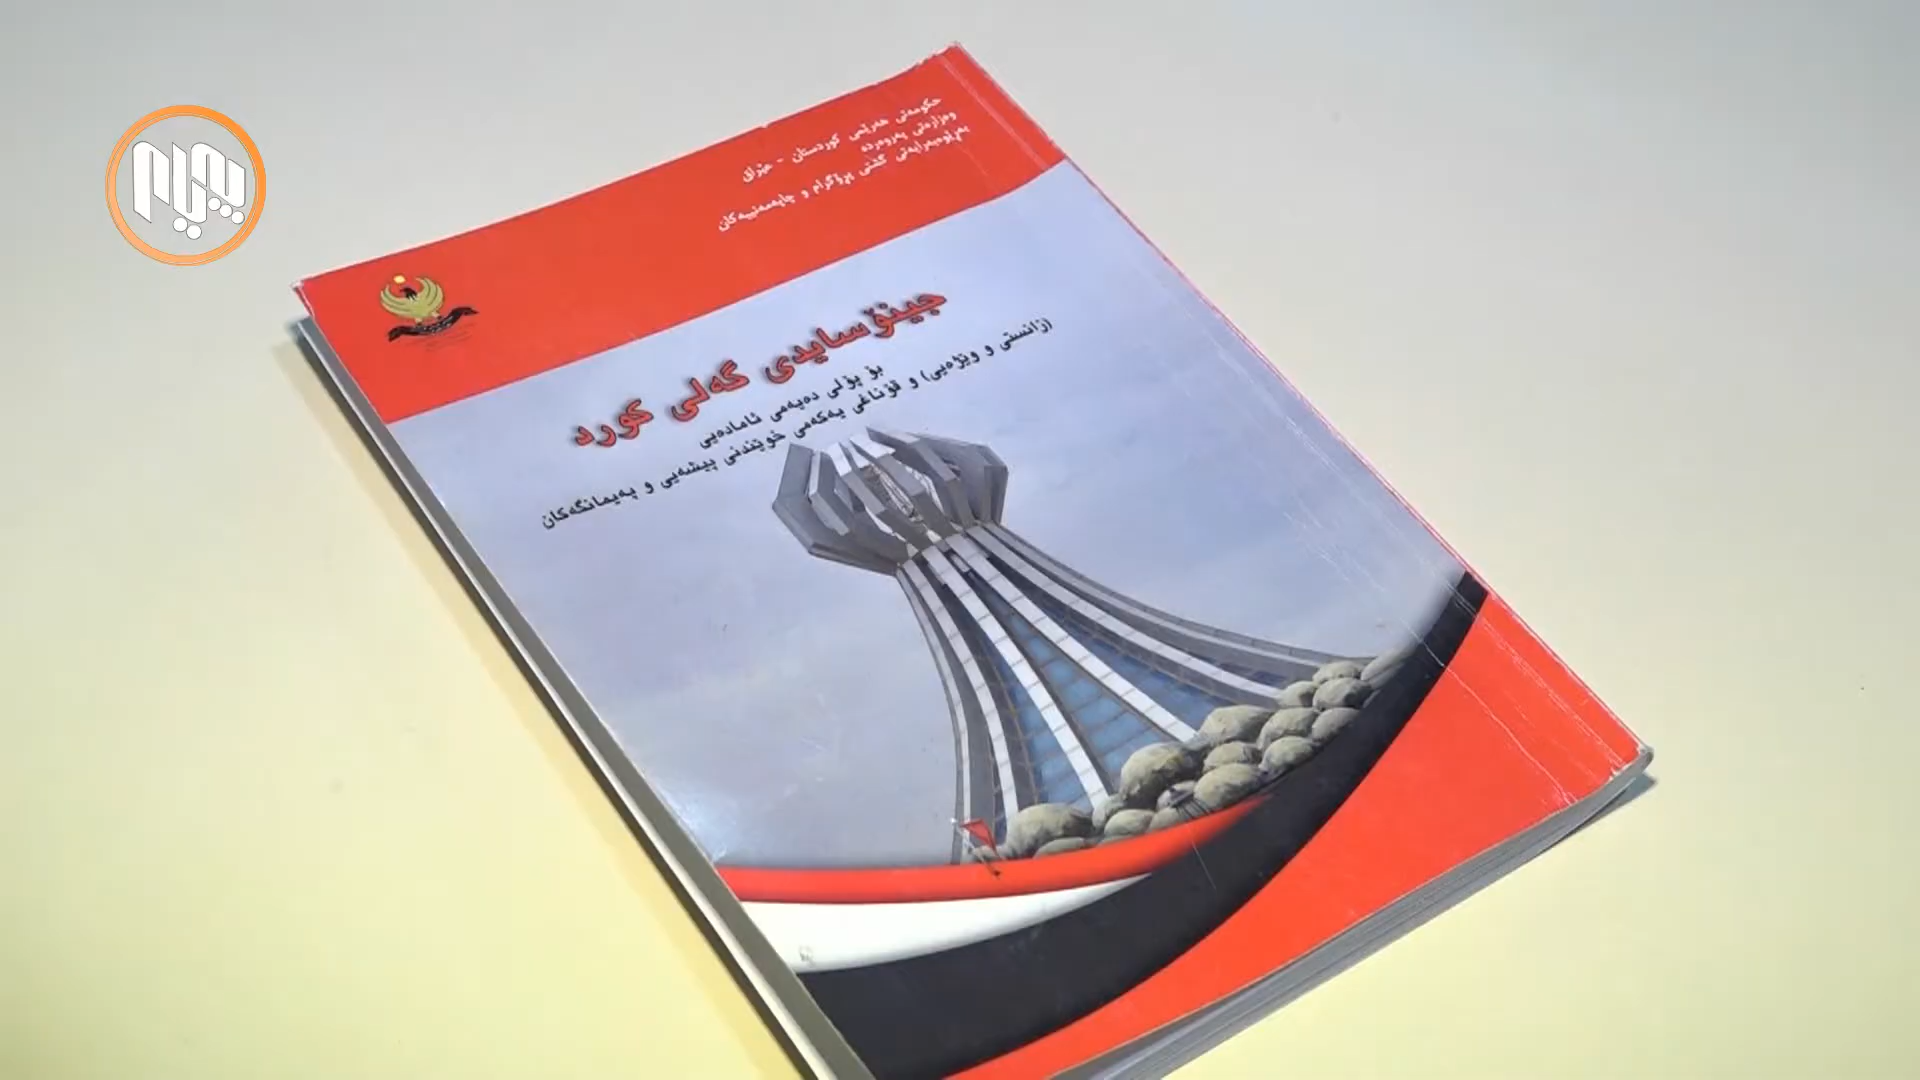 پەیام
حکومەتی هەرێمی کوردستان - عێراق
وەزارەتی پەروەردە
بەڕێوەبەرایەتی گشتی پرۆگرام و چاپەمەنییەکان
جینۆسایدی گەلی کورد
بۆ پۆلی دەیەمی ئامادەیی
(زانستی و وێژەیی) و قۆناغی یەکەمی خوێندنی پیشەیی و پەیمانگەکان